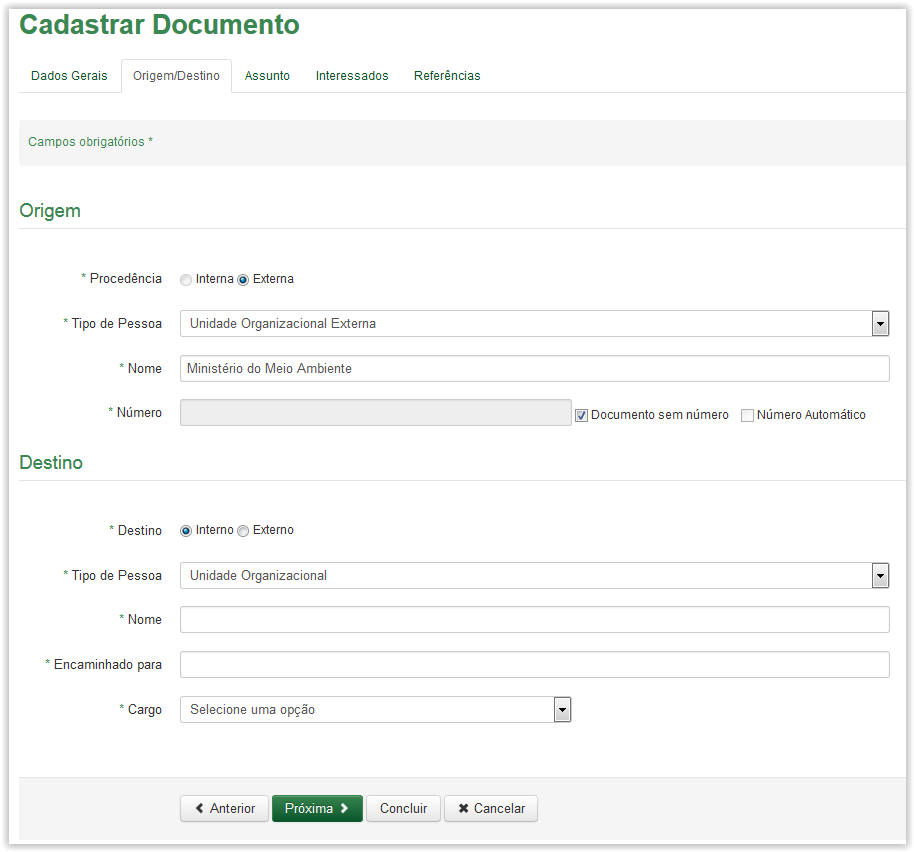 Cadastrar Documento
Dados Gerais Origem/Destino Assunto Interessados Referências
Campos obrigatórios *
Origem
* Procedência Interna Externa
* Tipo de Pessoa Unidade Organizacional Externa
* Nome Ministério do Meio Ambiente
* Número Documento sem número Número Automático
Destino
* Destino Interno Externo
* Tipo de Pessoa Unidade Organizacional
* Nome
* Encaminhado para
* Cargo Selecione uma opção
Anterior Próxima Concluir Cancelar